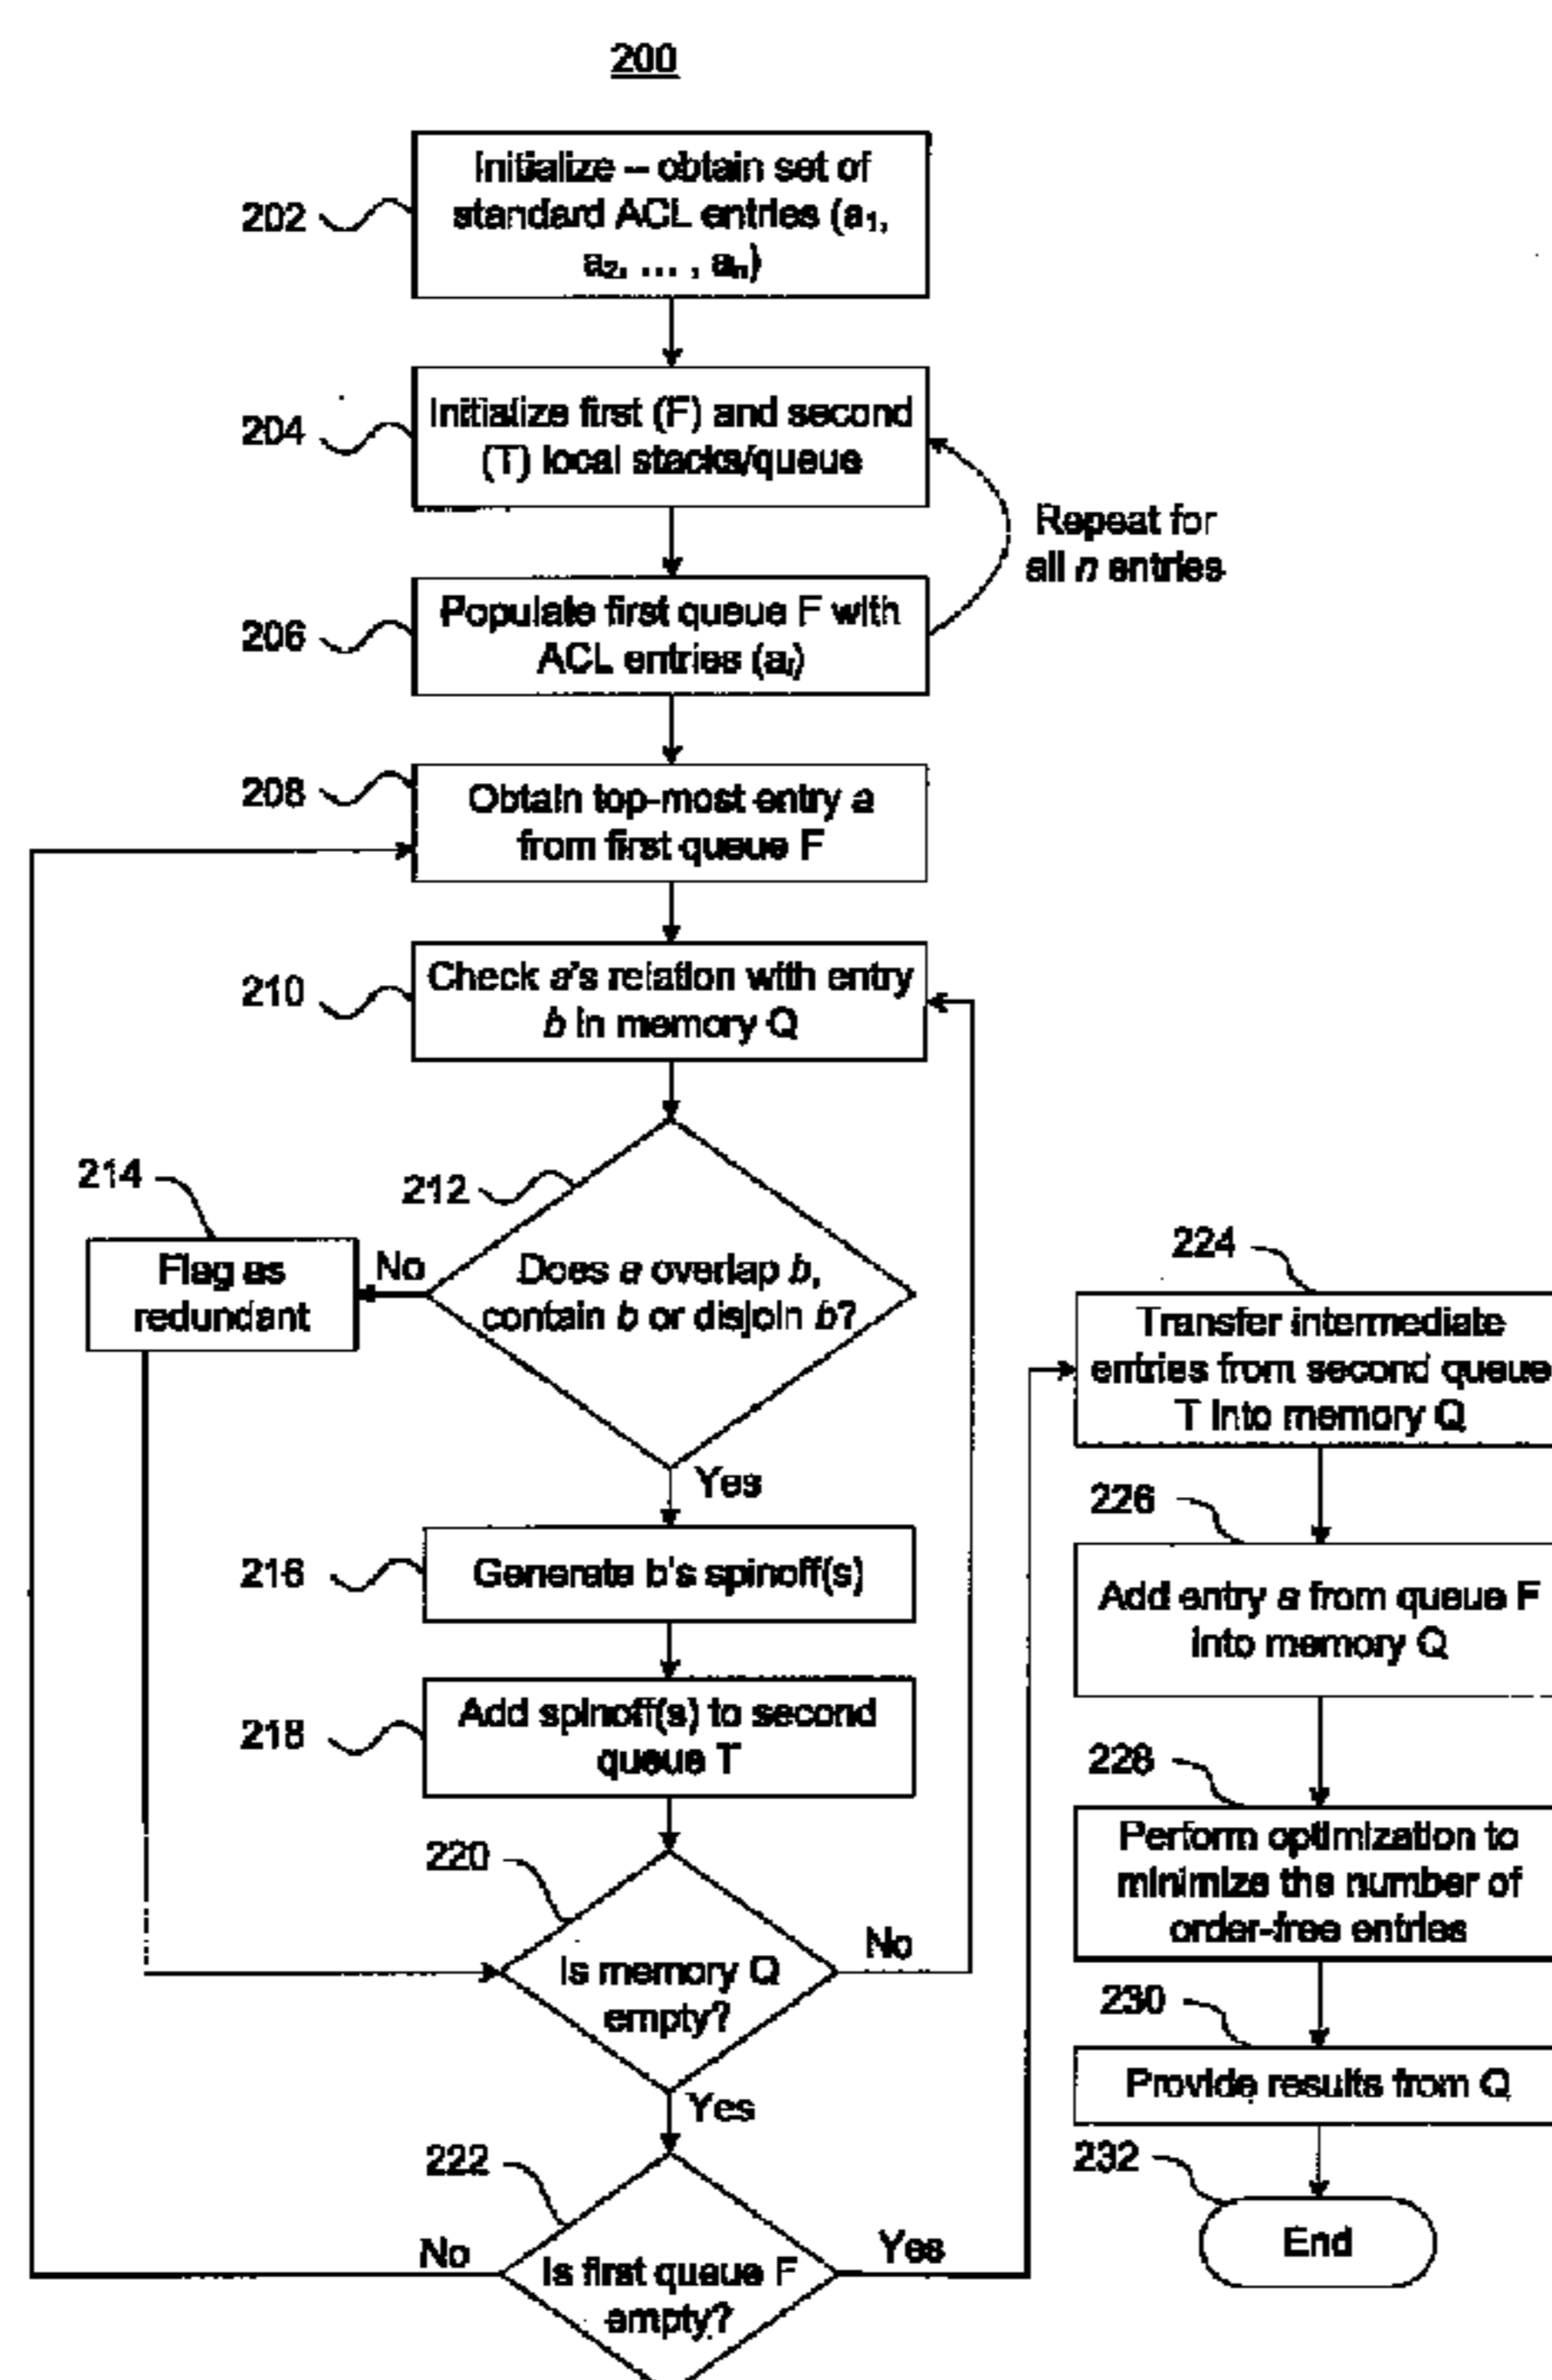 200
202
Initialize -- obtain set of
standard ACL entries (a1,
a2, ... , an)
204
Initialize first (F) and second
(T) local stacks/queue
Repeat for
all n entries
206
Populate first queue F with
ACL entries (ai)
208
Obtain top-most entry a
from first queue F
210
Check a's relation with entry
b in memory Q
212
Does a overlap b,
contain b or disjoin b?
No
214
Flag as
redundant
Yes
216
Generate b's spinoff(s)
218
Add spinoff(s) to second
queue T
220
Is memory Q
empty?
No
Yes
222
Is first queue F
empty?
No
Yes
224
Transfer intermediate
entries from second queue
T into memory Q
226
Add entry a from queue F
into memory Q
228
Perform optimization to
minimize the number of
order-free entries
230
Provide results from Q
232
End